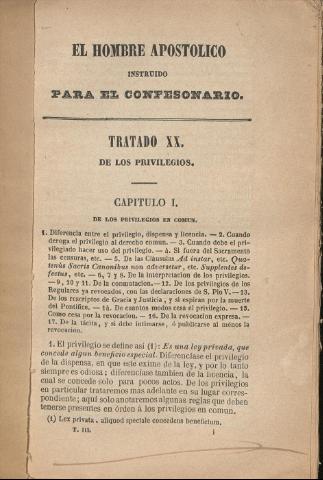 EL HOMBRE APOSTOLICO
INSTRUIDO
PARA EL CONFESONARIO.
TRATADO XX.
DE LOS PRIVILEGIOS.
CAPITULO I.
DE LOS PRIVILEGIOS EN COMUN.
1. Diferencia entre el privilegio, dispensa y licencia. — 2. Cuando
deroga el privilegio al derecho comun. — 3. Cuando debe el pri-
vilegiado hacer uso del privilegio. — 4. Si fuera del Sacramento
las censuras, etc. — 5. De las Cláusulas Ad instar, etc. Qua-
tenùs Sacris Canonibus non adversetur, etc. Supplentes de-
fectus, etc. — 6, 7 y 8. De la interpretacion de los privilegios.
— 9, 10 y 11. De la conmutacion. — 12. De los privilegios de los
Regulares ya revocados, con las declaraciones de S. Pio V. — 13.
De los rescriptos de Gracia y Justicia, y si espiran por la muerte
del Pontífice. — 14. De cuantos modos cesa el privilegio. — 15.
Como cesa por la revocacion. — 16. De la revocacion expresa. —
17. De la tácita, y si debe intimarse, ó publicarse al menos la
revocacion.
1. El privilegio se define así (1): Es una ley privada, que
concede algun beneficio especial. Diferénciase el privilegio
de la dispensa, en que este exime de la ley, y por lo tanto
siempre es odiosa; diferénciase tambien de la licencia, la
cual se concede solo para pocos actos. De los privilegios
en particular trataremos mas adelante en su lugar corres-
pondiente; aquí solo anotaremos algunas reglas que deben
tenerse presentes en órden á los privilegios en comun.
(1) Lex privata, aliquod speciale concedens beneficium.
T. III. 1